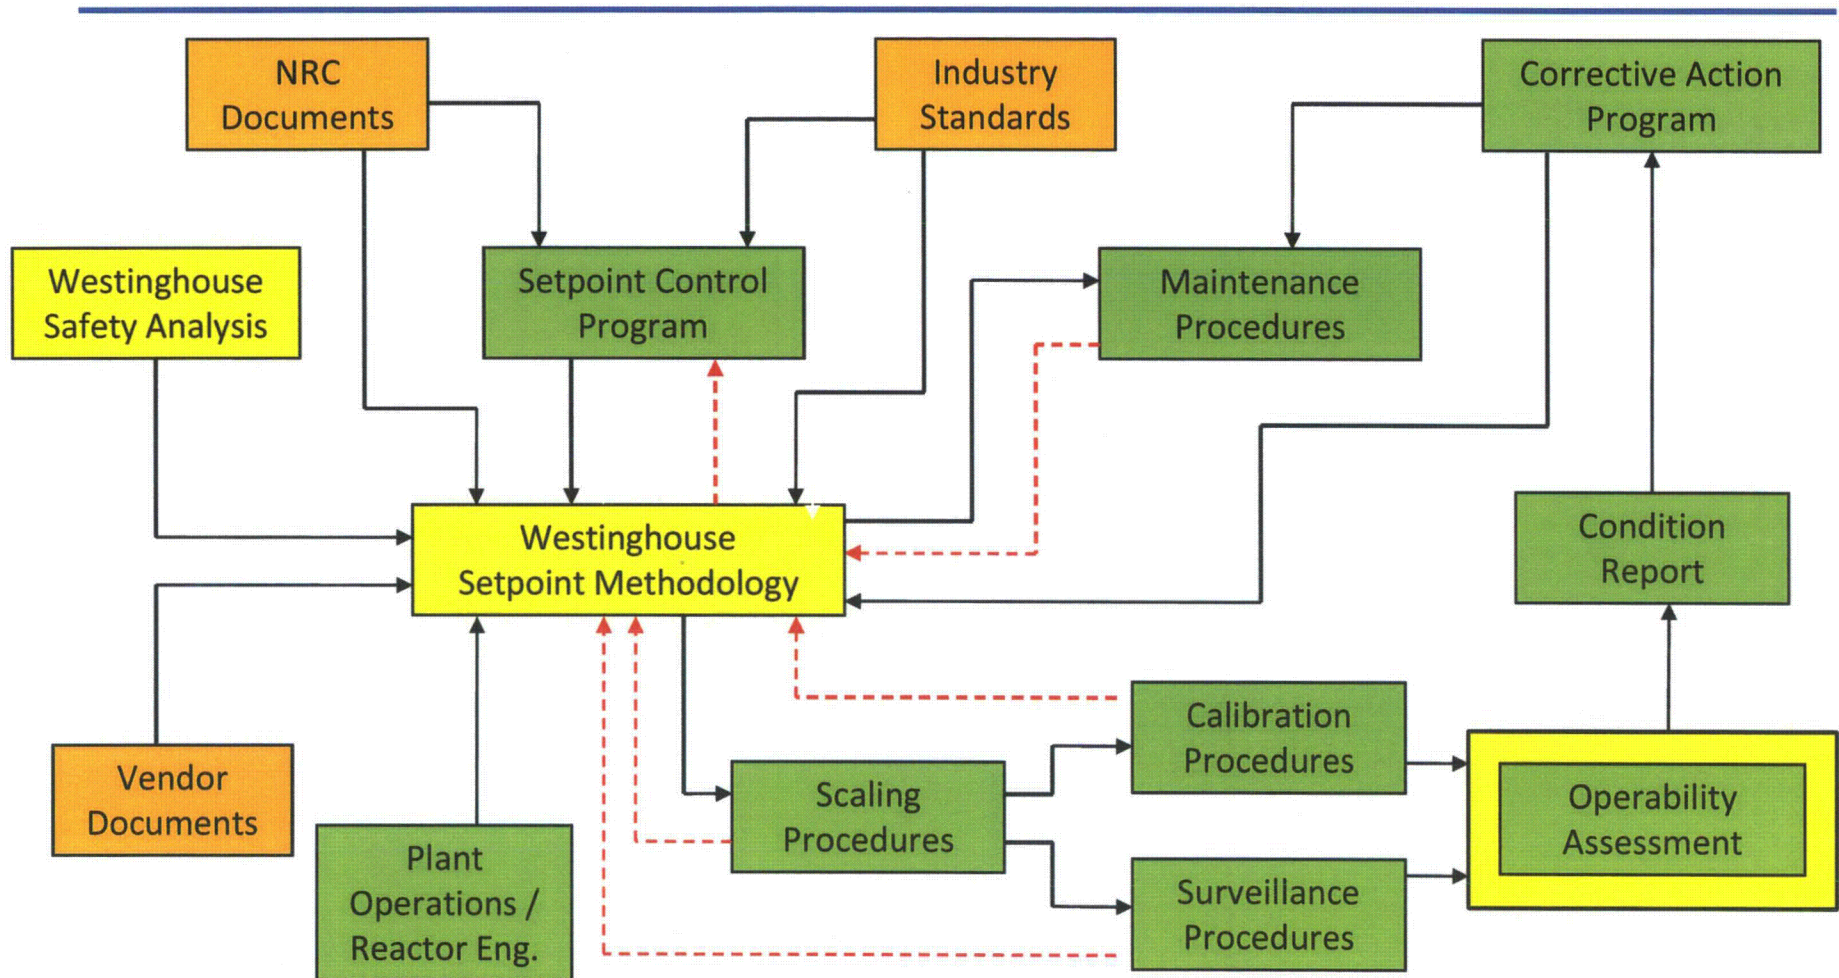 NRC
Documents
Industry
Standards
Corrective Action
Program
Westinghouse
Safety Analysis
Setpoint Control
Program
Maintenance
Procedures
Westinghouse
Setpoint Methodology
Condition
Report
Vendor
Documents
Plant
Operations /
Reactor Eng.
Scaling
Procedures
Calibration
Procedures
Surveillance
Procedures
Operability
Assessment